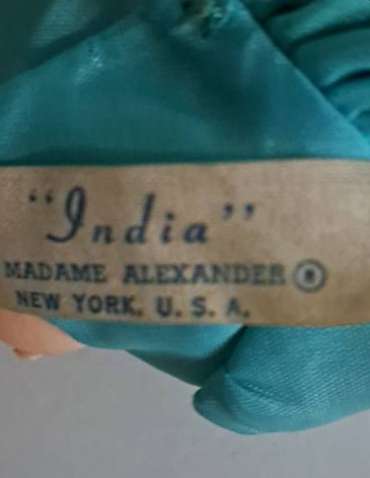 "India"
MADAME ALEXANDER ®
NEW YORK. U. S. A.